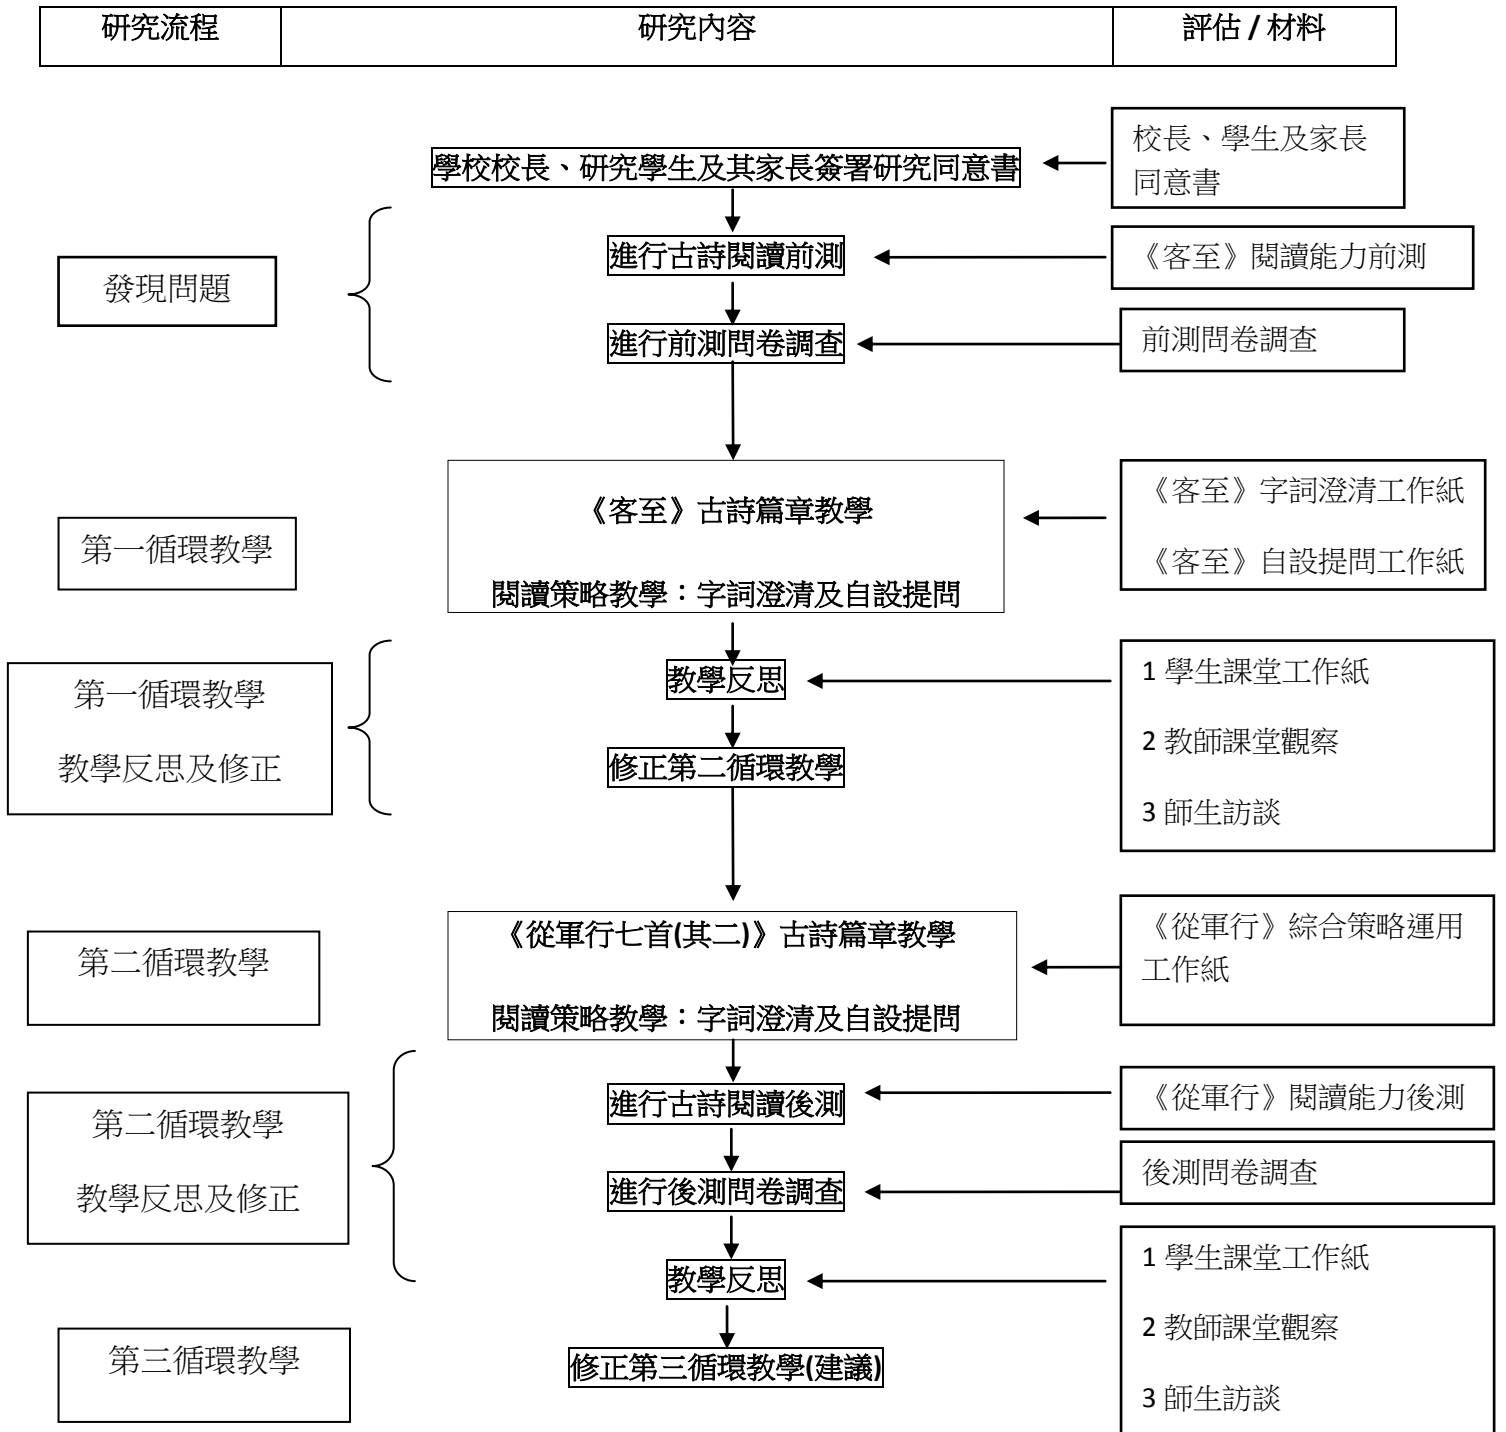 研究流程
研究內容
評估 / 材料
學校校長、研究學生及其家長簽署研究同意書
校長、學生及家長
同意書
發現問題
進行古詩閱讀前測
《客至》閱讀能力前測
進行前測問卷調查
前測問卷調查
第一循環教學
《客至》古詩篇章教學
閱讀策略教學：字詞澄清及自設提問
《客至》字詞澄清工作紙
《客至》自設提問工作紙
第一循環教學
教學反思及修正
教學反思
修正第二循環教學
1 學生課堂工作紙
2 教師課堂觀察
3 師生訪談
第二循環教學
《從軍行七首(其二)》古詩篇章教學
閱讀策略教學：字詞澄清及自設提問
《從軍行》綜合策略運用
工作紙
第二循環教學
教學反思及修正
進行古詩閱讀後測
《從軍行》閱讀能力後測
進行後測問卷調查
後測問卷調查
教學反思
1 學生課堂工作紙
2 教師課堂觀察
3 師生訪談
第三循環教學
修正第三循環教學(建議)